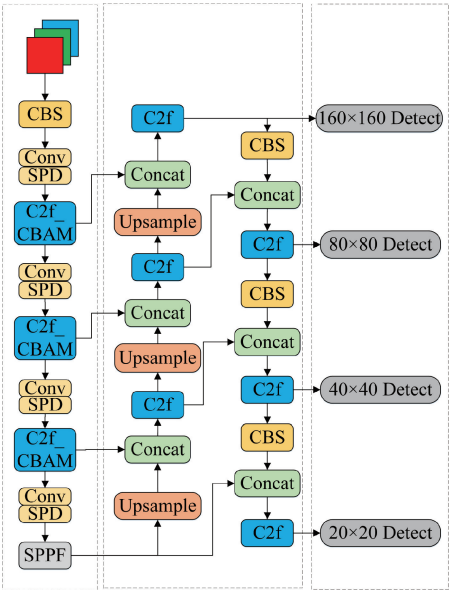 CBS
Conv
SPD
C2f_
CBAM
Conv
SPD
C2f_
CBAM
Conv
SPD
C2f_
CBAM
Conv
SPD
SPPF
C2f
Concat
Upsample
C2f
Concat
Upsample
C2f
Concat
Upsample
CBS
Concat
C2f
CBS
Concat
C2f
CBS
Concat
C2f
160×160 Detect
80×80 Detect
40×40 Detect
20×20 Detect